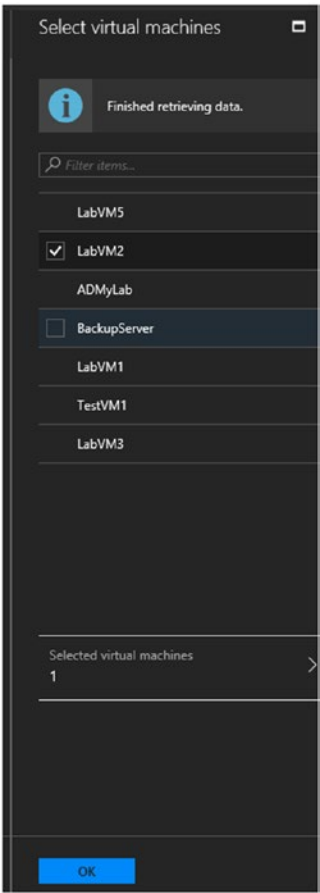 Select virtual machines
Finished retrieving data.
Filter items...
LabVM5
LabVM2
ADMyLab
BackupServer
LabVM1
TestVM1
LabVM3
Selected virtual machines
1
OK